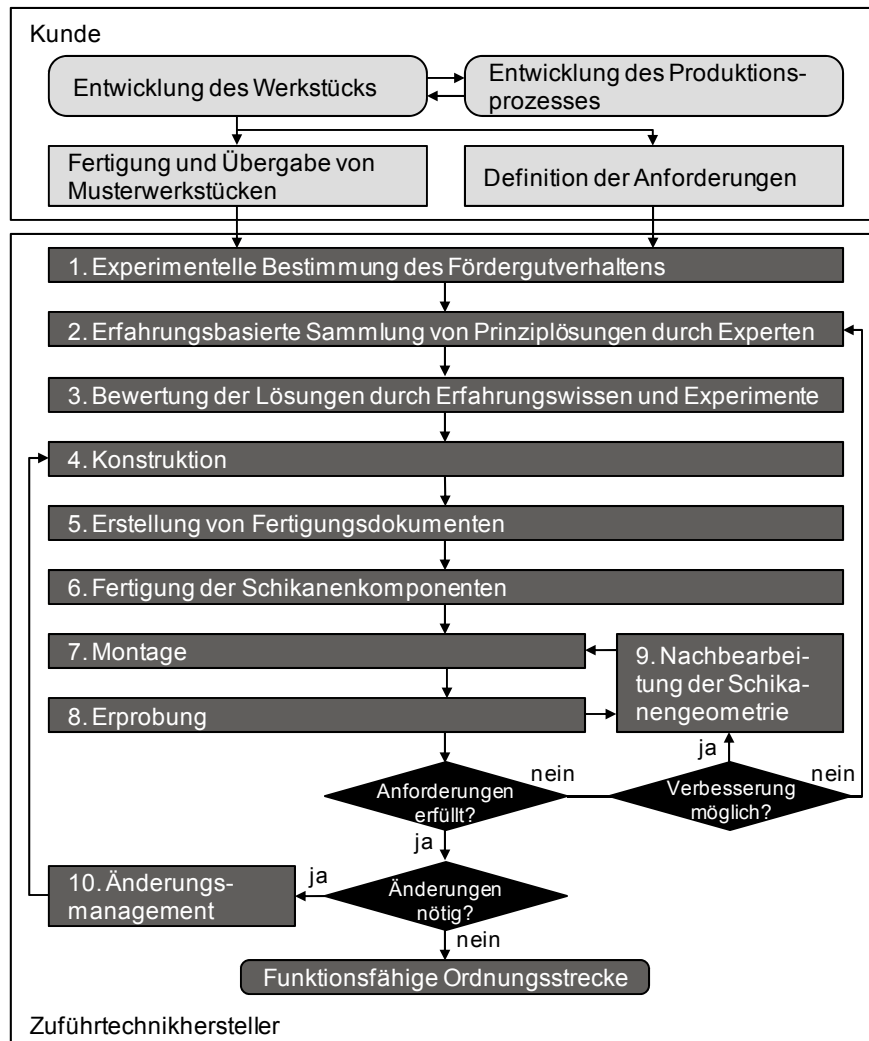 Kunde
Entwicklung des Werkstücks
Entwicklung des Produktions-
prozesses
Fertigung und Übergabe von
Musterwerkstücken
Definition der Anforderungen
1. Experimentelle Bestimmung des Fördergutverhaltens
2. Erfahrungsbasierte Sammlung von Prinziplösungen durch Experten
3. Bewertung der Lösungen durch Erfahrungswissen und Experimente
4. Konstruktion
5. Erstellung von Fertigungsdokumenten
6. Fertigung der Schikanenkomponenten
7. Montage
9. Nachbearbei-
tung der Schika-
nengeometrie
8. Erprobung
ja
nein
nein
Anforderungen
erfüllt?
Verbesserung
möglich?
ja
10. Änderungs-
management
ja
Änderungen
nötig?
nein
Funktionsfähige Ordnungsstrecke
Zuführtechnikhersteller